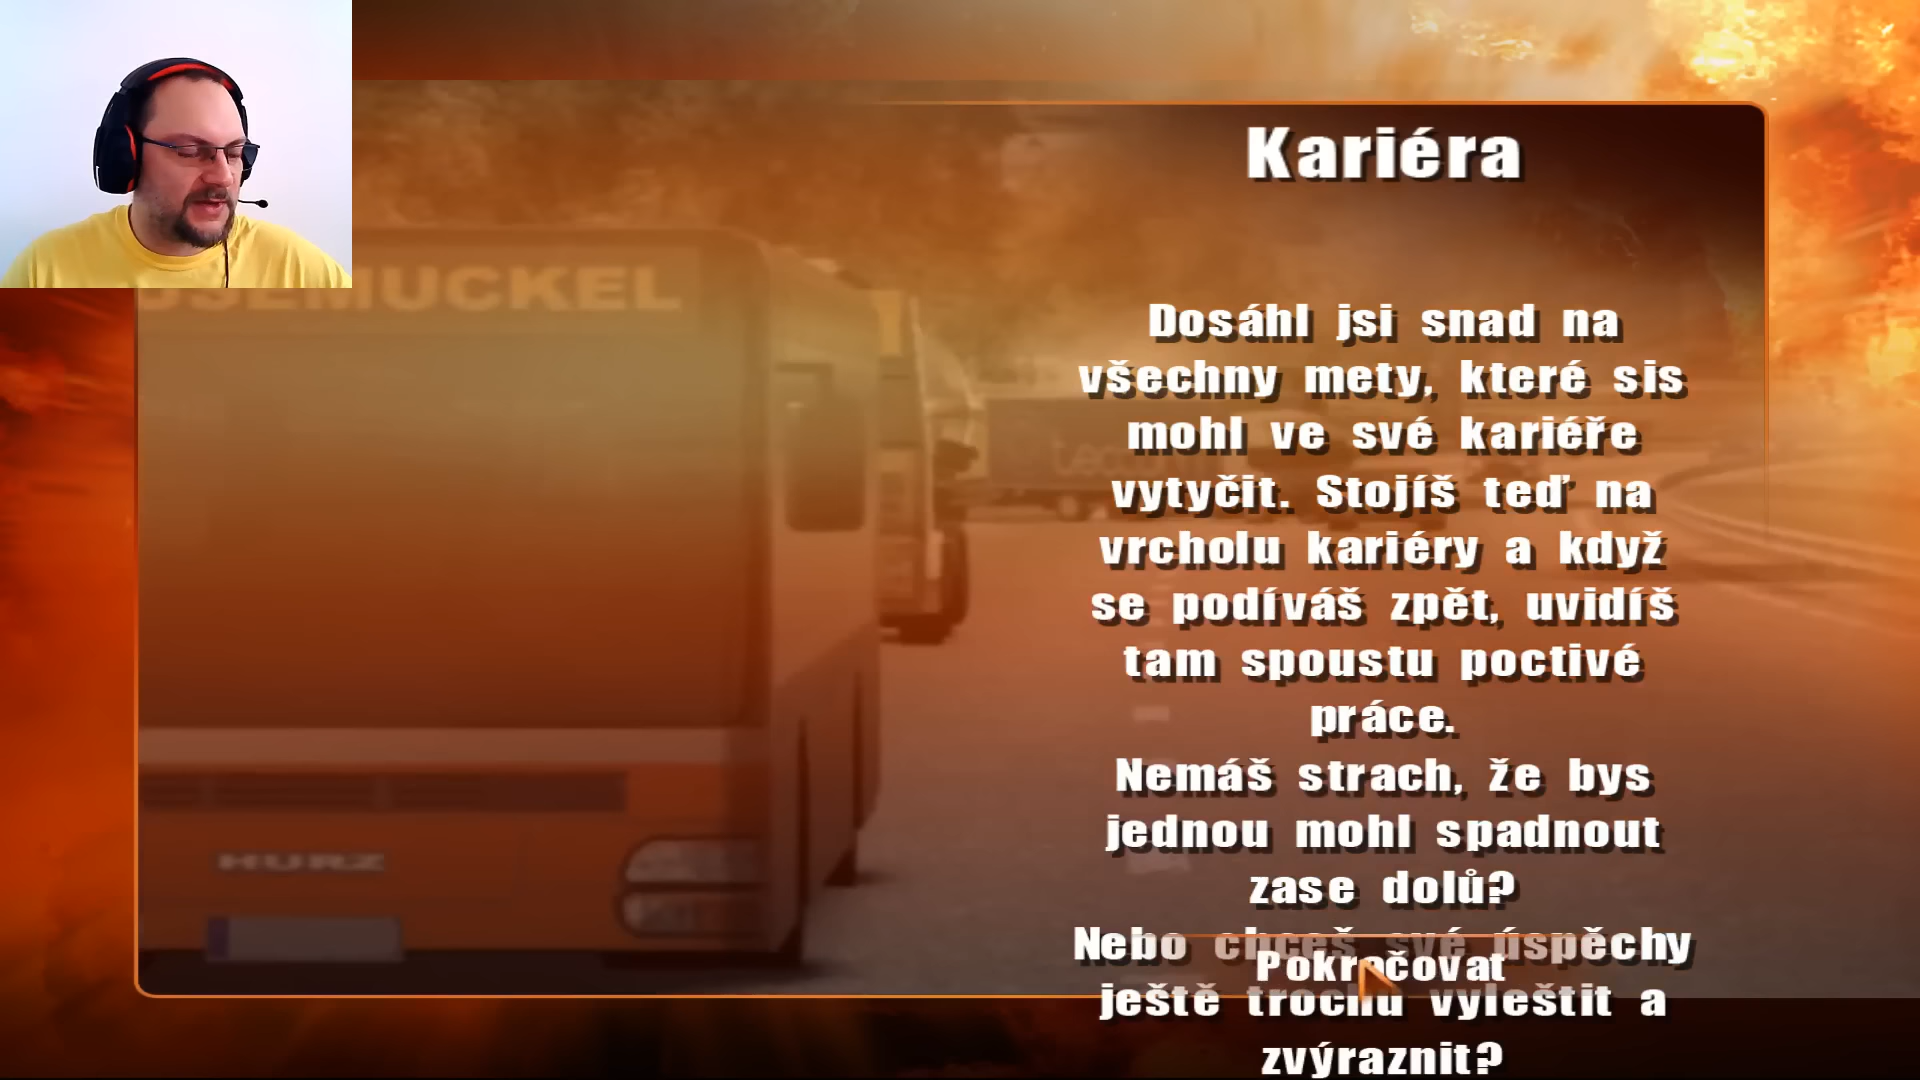 Kariéra
Dosáhl jsi snad na
všechny mety, které sis
mohl ve své kariéře
vytyčit. Stojíš teď na
vrcholu kariéry a když
se podíváš zpět, uvidíš
tam spoustu poctivé
práce.
Nemáš strach, že bys
jednou mohl spadnout
zase dolů?
Nebo chceš své úspěchy
Pokračovat
ještě trochu vyleštit a
zvýraznit?
HURZ